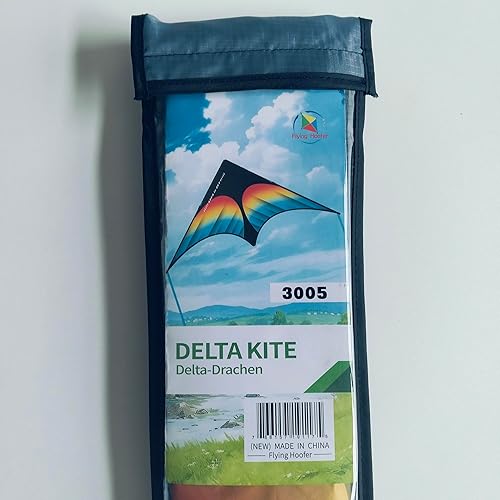 Flying Hoofer
3005
DELTA KITE
Delta-Drachen
(NEW) MADE IN CHINA
Flying Hoofer